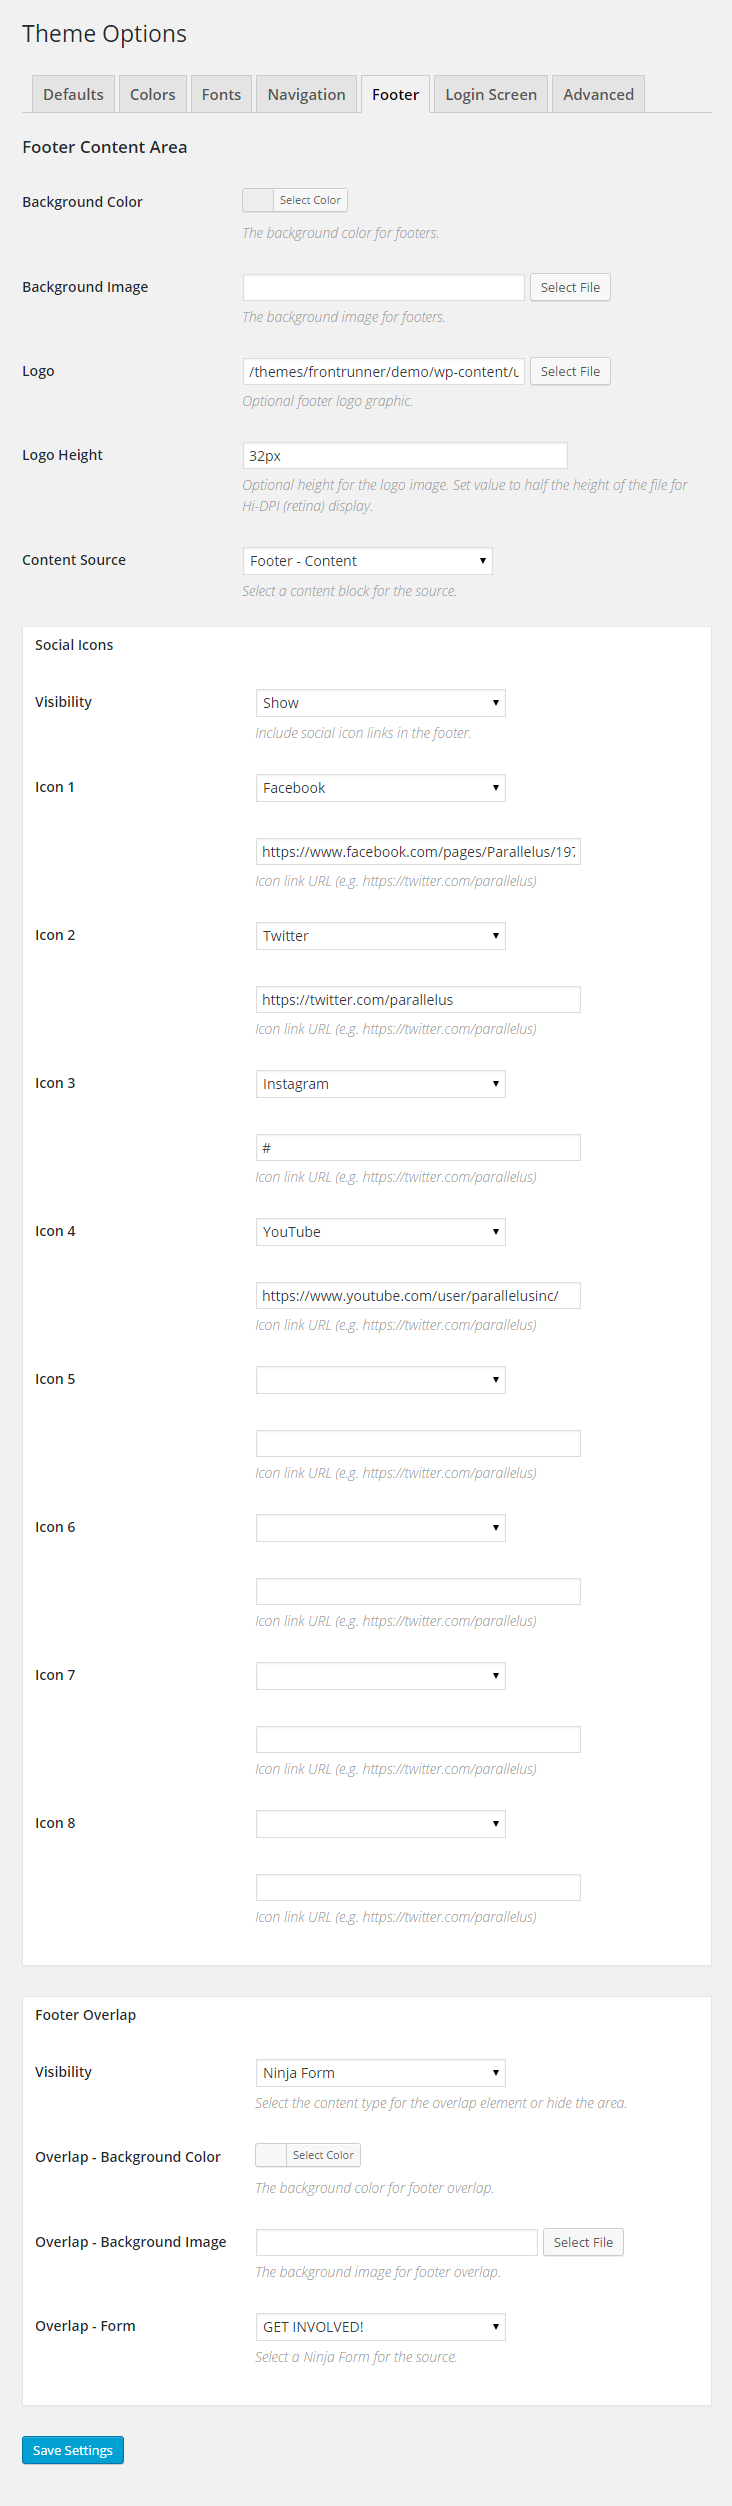 Theme Options
Defaults Colors Fonts Navigation Footer Login Screen Advanced
Footer Content Area
Background Color Select Color
The background color for footers.
Background Image Select File
The background image for footers.
Logo /themes/frontrunner/demo/wp-content/u Select File
Optional footer logo graphic.
Logo Height 32px
Optional height for the logo image. Set value to half the height of the file for
Hi-DPI (retina) display.
Content Source Footer - Content
Select a content block for the source.
Social Icons
Visibility Show
Include social icon links in the footer.
Icon 1 Facebook
https://www.facebook.com/pages/Parallelus/197
Icon link URL (e.g. https://twitter.com/parallelus)
Icon 2 Twitter
https://twitter.com/parallelus
Icon link URL (e.g. https://twitter.com/parallelus)
Icon 3 Instagram
#
Icon link URL (e.g. https://twitter.com/parallelus)
Icon 4 YouTube
https://www.youtube.com/user/parallelusinc/
Icon link URL (e.g. https://twitter.com/parallelus)
Icon 5
Icon link URL (e.g. https://twitter.com/parallelus)
Icon 6
Icon link URL (e.g. https://twitter.com/parallelus)
Icon 7
Icon link URL (e.g. https://twitter.com/parallelus)
Icon 8
Icon link URL (e.g. https://twitter.com/parallelus)
Footer Overlap
Visibility Ninja Form
Select the content type for the overlap element or hide the area.
Overlap - Background Color Select Color
The background color for footer overlap.
Overlap - Background Image Select File
The background image for footer overlap.
Overlap - Form GET INVOLVED!
Select a Ninja Form for the source.
Save Settings